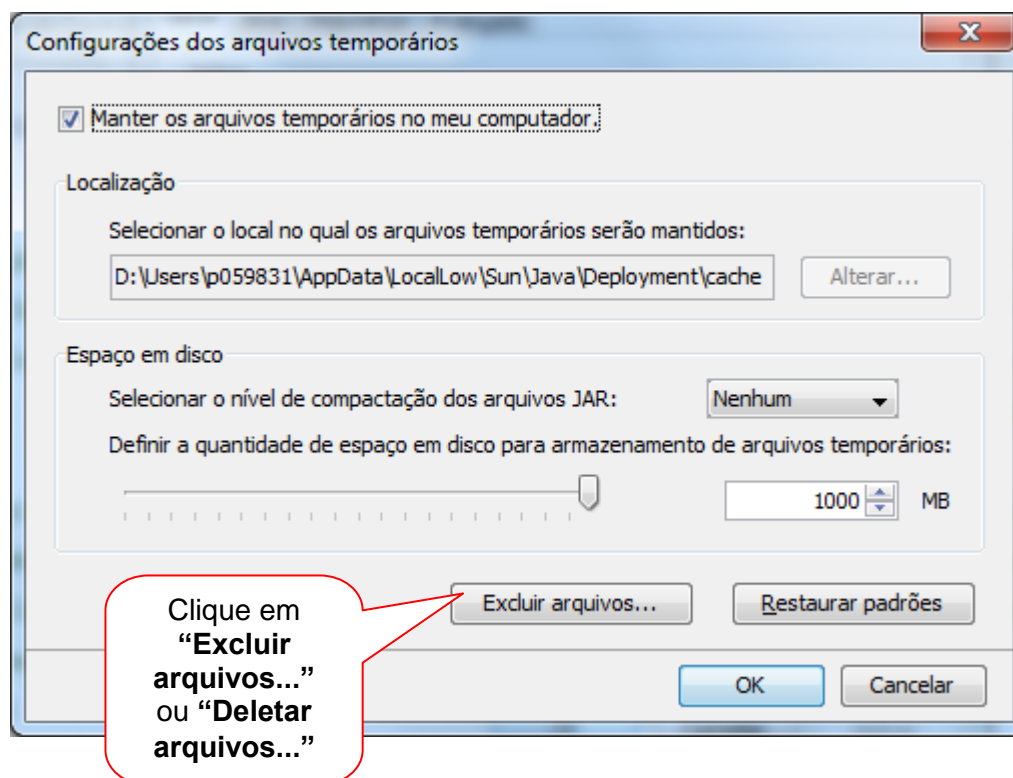 Configurações dos arquivos temporários
Manter os arquivos temporários no meu computador.
Localização
Selecionar o local no qual os arquivos temporários serão mantidos:
D:\Users\p059831\AppData\LocalLow\Sun\Java\Deployment\cache
Alterar...
Espaço em disco
Selecionar o nível de compactação dos arquivos JAR:
Nenhum
Definir a quantidade de espaço em disco para armazenamento de arquivos temporários:
1000
MB
Excluir arquivos...
Restaurar padrões
Clique em
“Excluir
arquivos...”
ou “Deletar
arquivos...”
OK
Cancelar